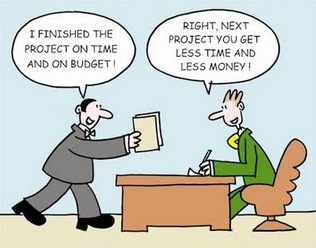 I FINISHED THE
PROJECT ON TIME
AND ON BUDGET !
RIGHT, NEXT
PROJECT YOU GET
LESS TIME AND
LESS MONEY !